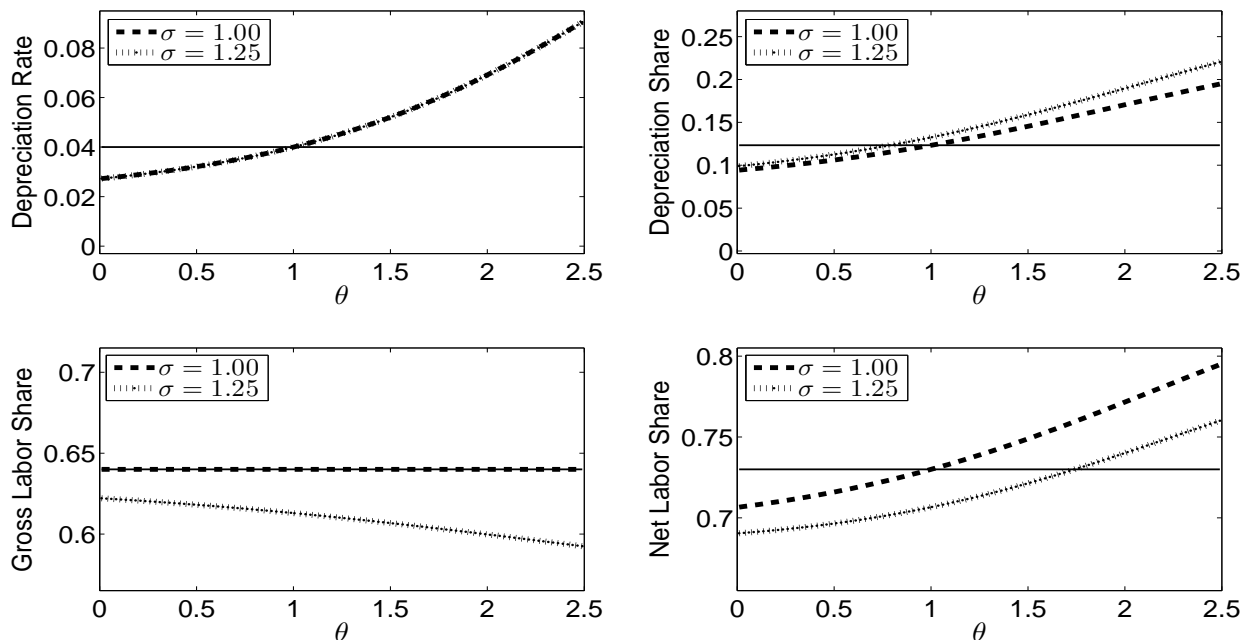 Depreciation Rate
0.08
0.06
0.04
0.02
0
σ = 1.00
σ = 1.25
0 0.5 1 1.5 2 2.5
θ
Depreciation Share
0.25
0.2
0.15
0.1
0.05
0
σ = 1.00
σ = 1.25
0 0.5 1 1.5 2 2.5
θ
Gross Labor Share
0.7
0.65
0.6
σ = 1.00
σ = 1.25
0 0.5 1 1.5 2 2.5
θ
Net Labor Share
0.8
0.75
0.7
σ = 1.00
σ = 1.25
0 0.5 1 1.5 2 2.5
θ